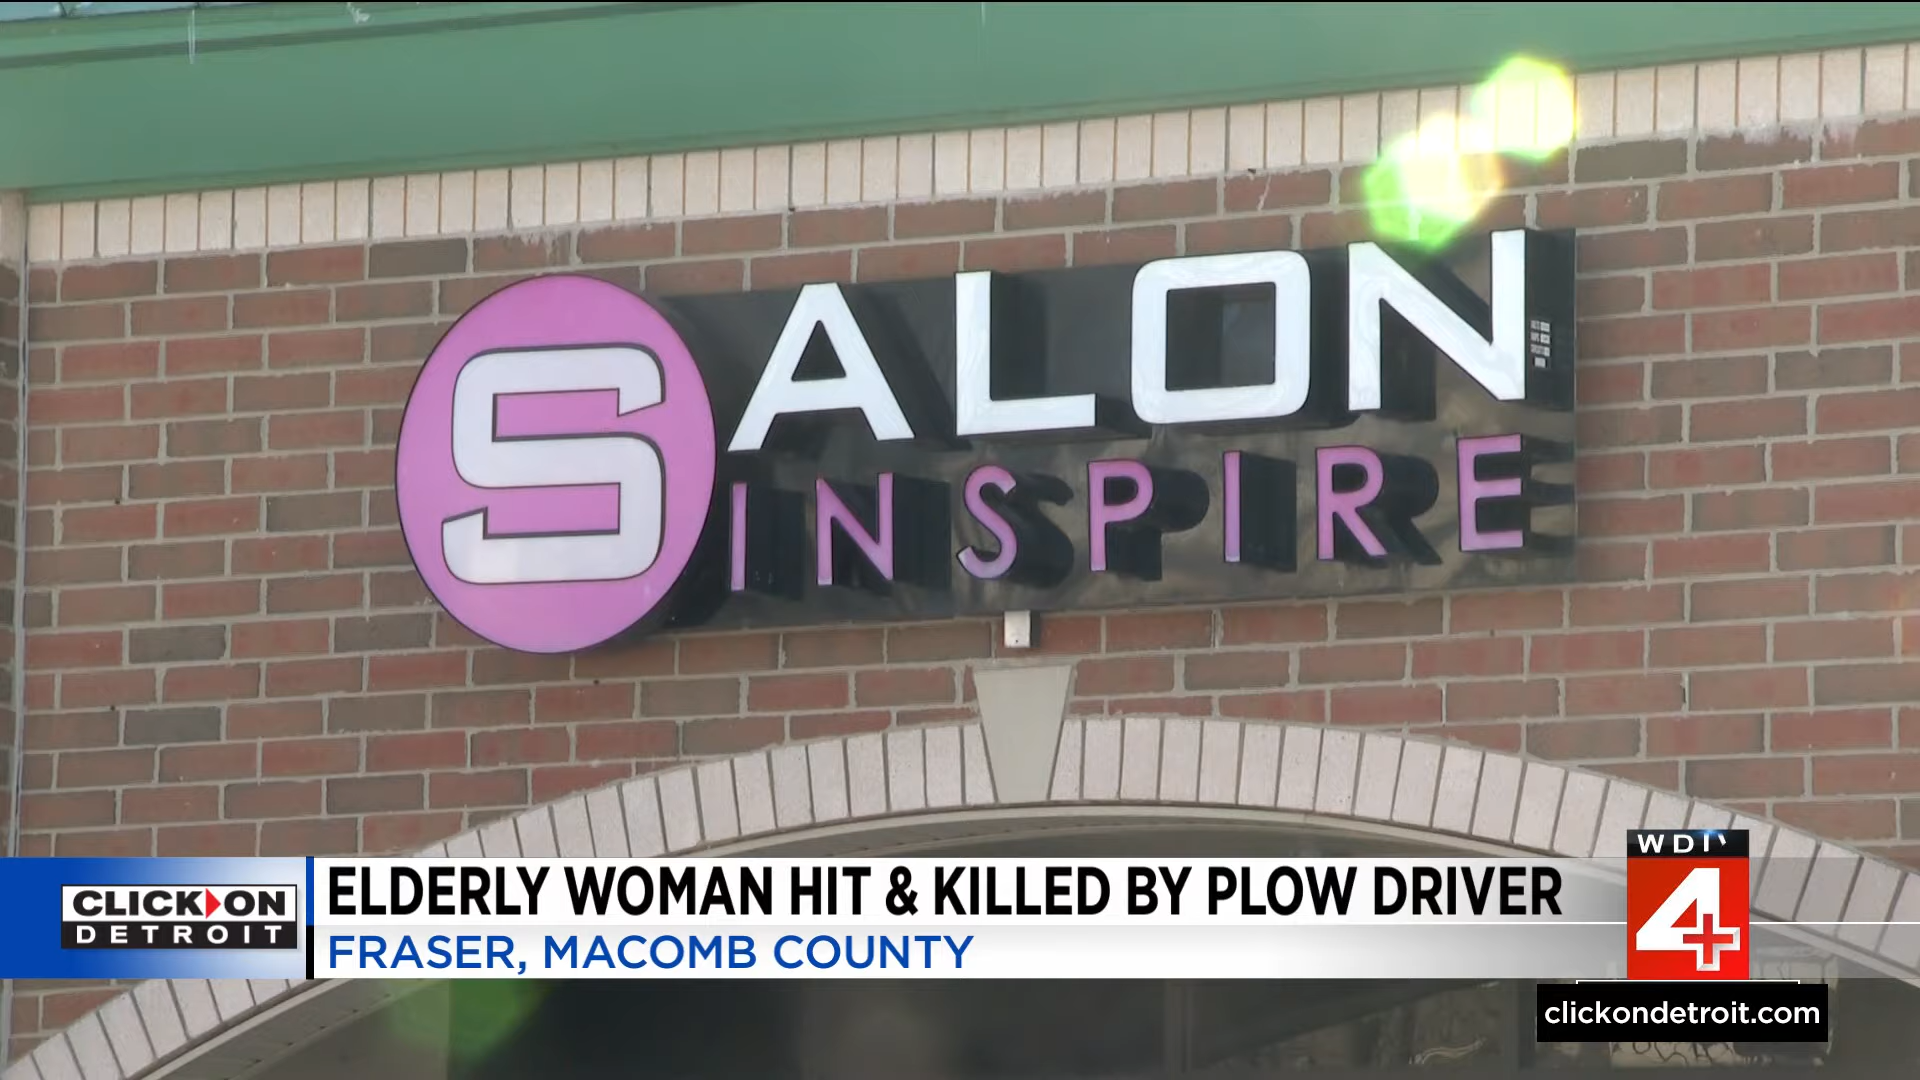 SALON
INSPIRE
CLICK ON
DETROIT
ELDERLY WOMAN HIT & KILLED BY PLOW DRIVER
FRASER, MACOMB COUNTY
WDIV
4
clickondetroit.com